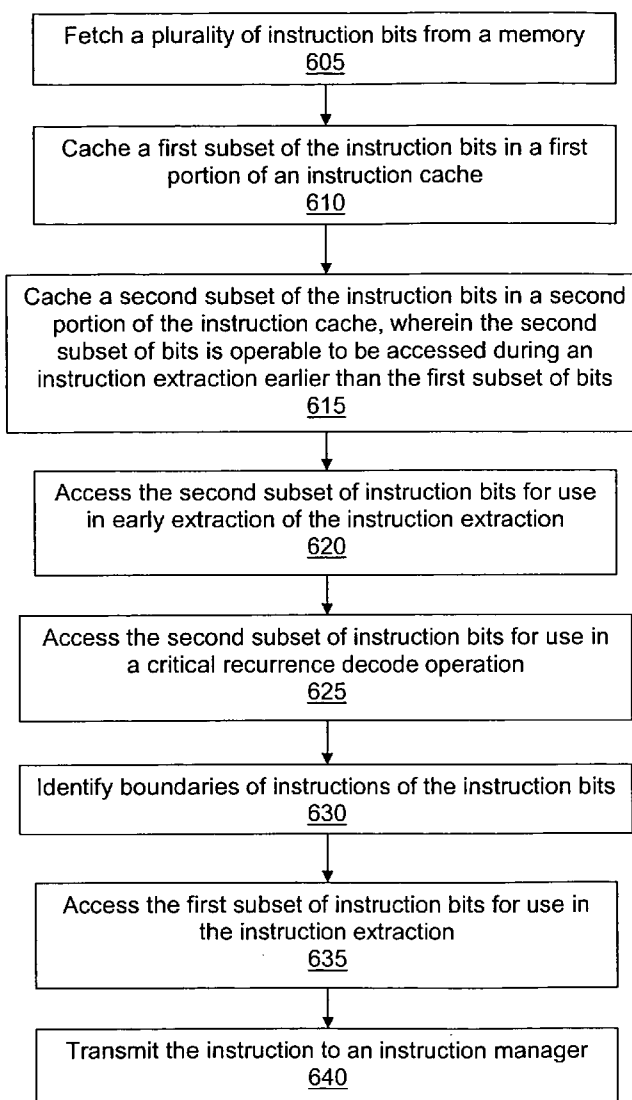 Fetch a plurality of instruction bits from a memory
605
Cache a first subset of the instruction bits in a first
portion of an instruction cache
610
Cache a second subset of the instruction bits in a second
portion of the instruction cache, wherein the second
subset of bits is operable to be accessed during an
instruction extraction earlier than the first subset of bits
615
Access the second subset of instruction bits for use
in early extraction of the instruction extraction
620
Access the second subset of instruction bits for use in
a critical recurrence decode operation
625
Identify boundaries of instructions of the instruction bits
630
Access the first subset of instruction bits for use in
the instruction extraction
635
Transmit the instruction to an instruction manager
640